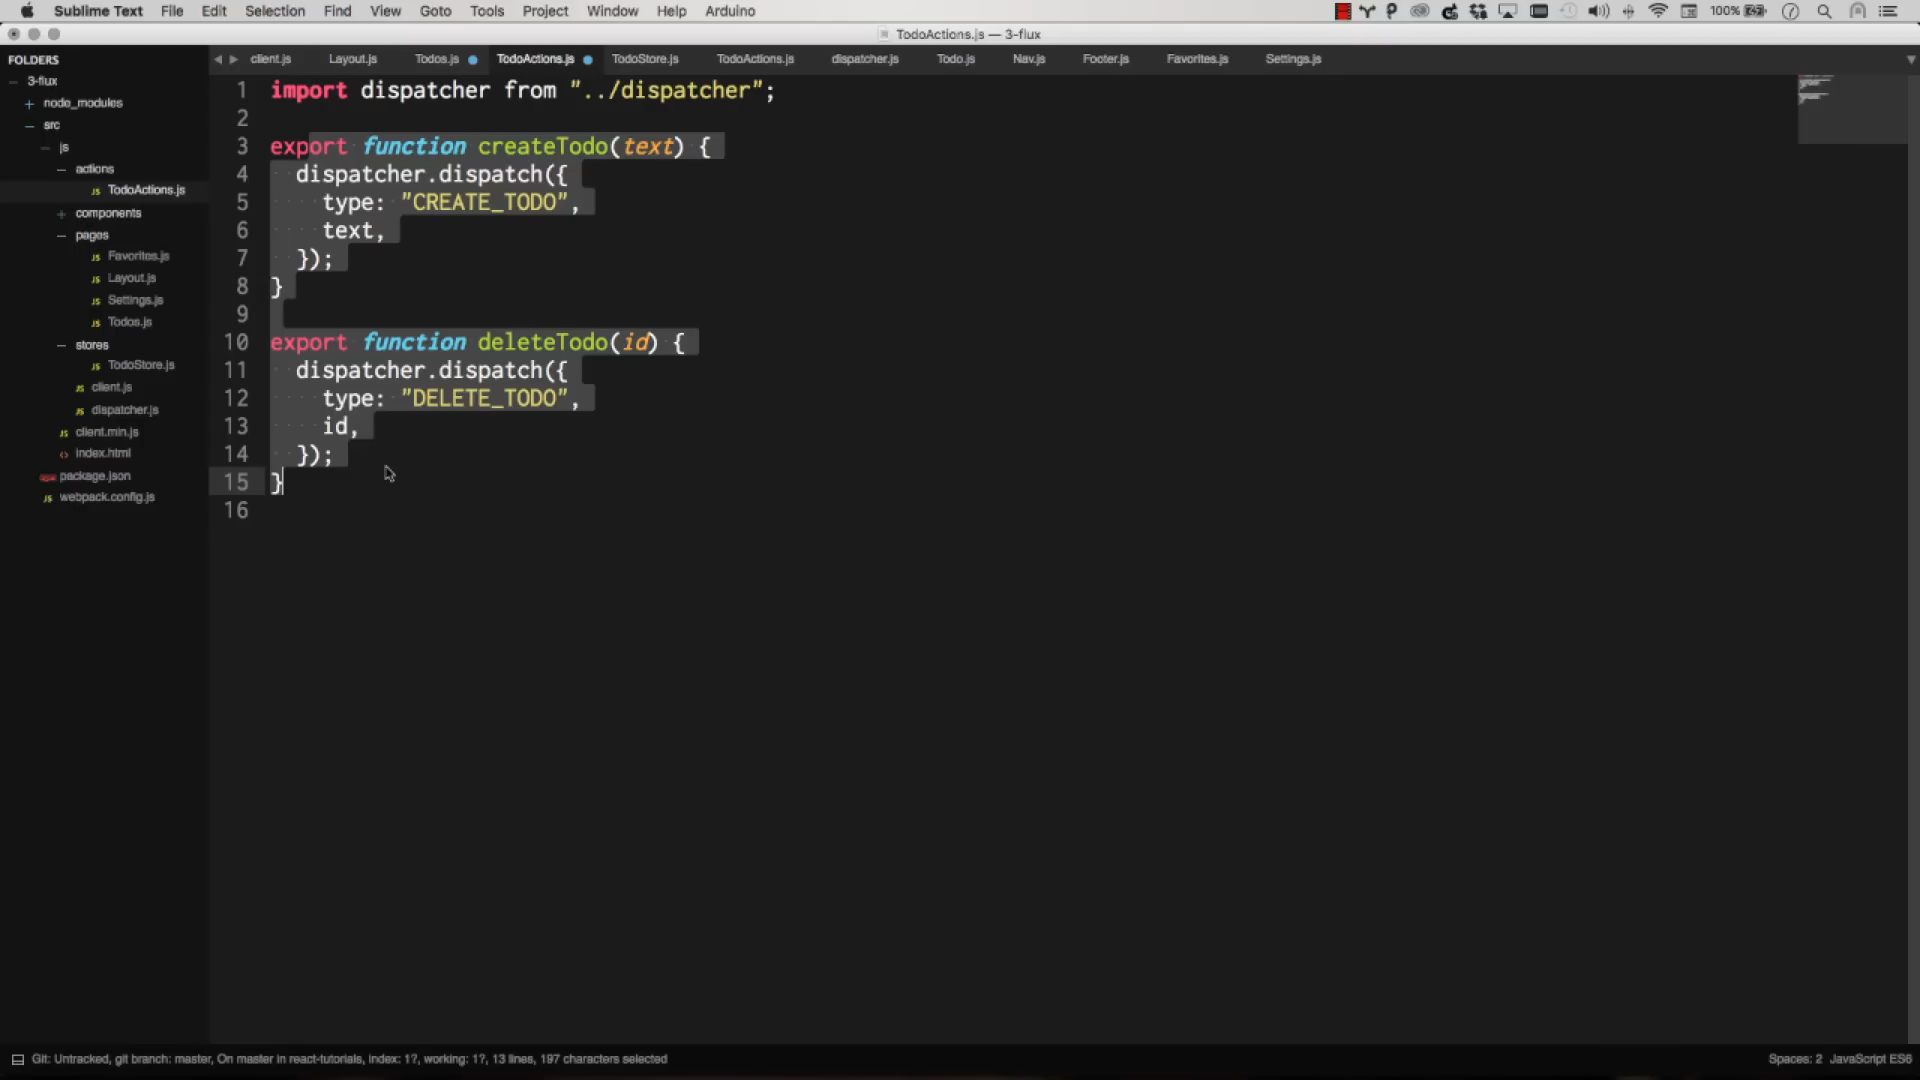 Sublime Text File Edit Selection Find View Goto Tools Project Window Help Arduino 100%
TodoActions.js — 3-flux
FOLDERS
3-flux
node_modules
src
js
actions
TodoActions.js
components
pages
Favorites.js
Layout.js
Settings.js
Todos.js
stores
TodoStore.js
client.js
dispatcher.js
client.min.js
index.html
package.json
webpack.config.js
client.js Layout.js Todos.js TodoActions.js TodoStore.js TodoActions.js dispatcher.js Todo.js Nav.js Footer.js Favorites.js Settings.js
1 import dispatcher from "../dispatcher";
2
3 export function createTodo(text) {
4 dispatcher.dispatch({
5 type: "CREATE_TODO",
6 text,
7 });
8 }
9
10 export function deleteTodo(id) {
11 dispatcher.dispatch({
12 type: "DELETE_TODO",
13 id,
14 });
15 }
16
Git: Untracked, git branch: master, On master in react-tutorials, index: 1?, working: 1?, 13 lines, 197 characters selected
Spaces: 2 JavaScript ES6